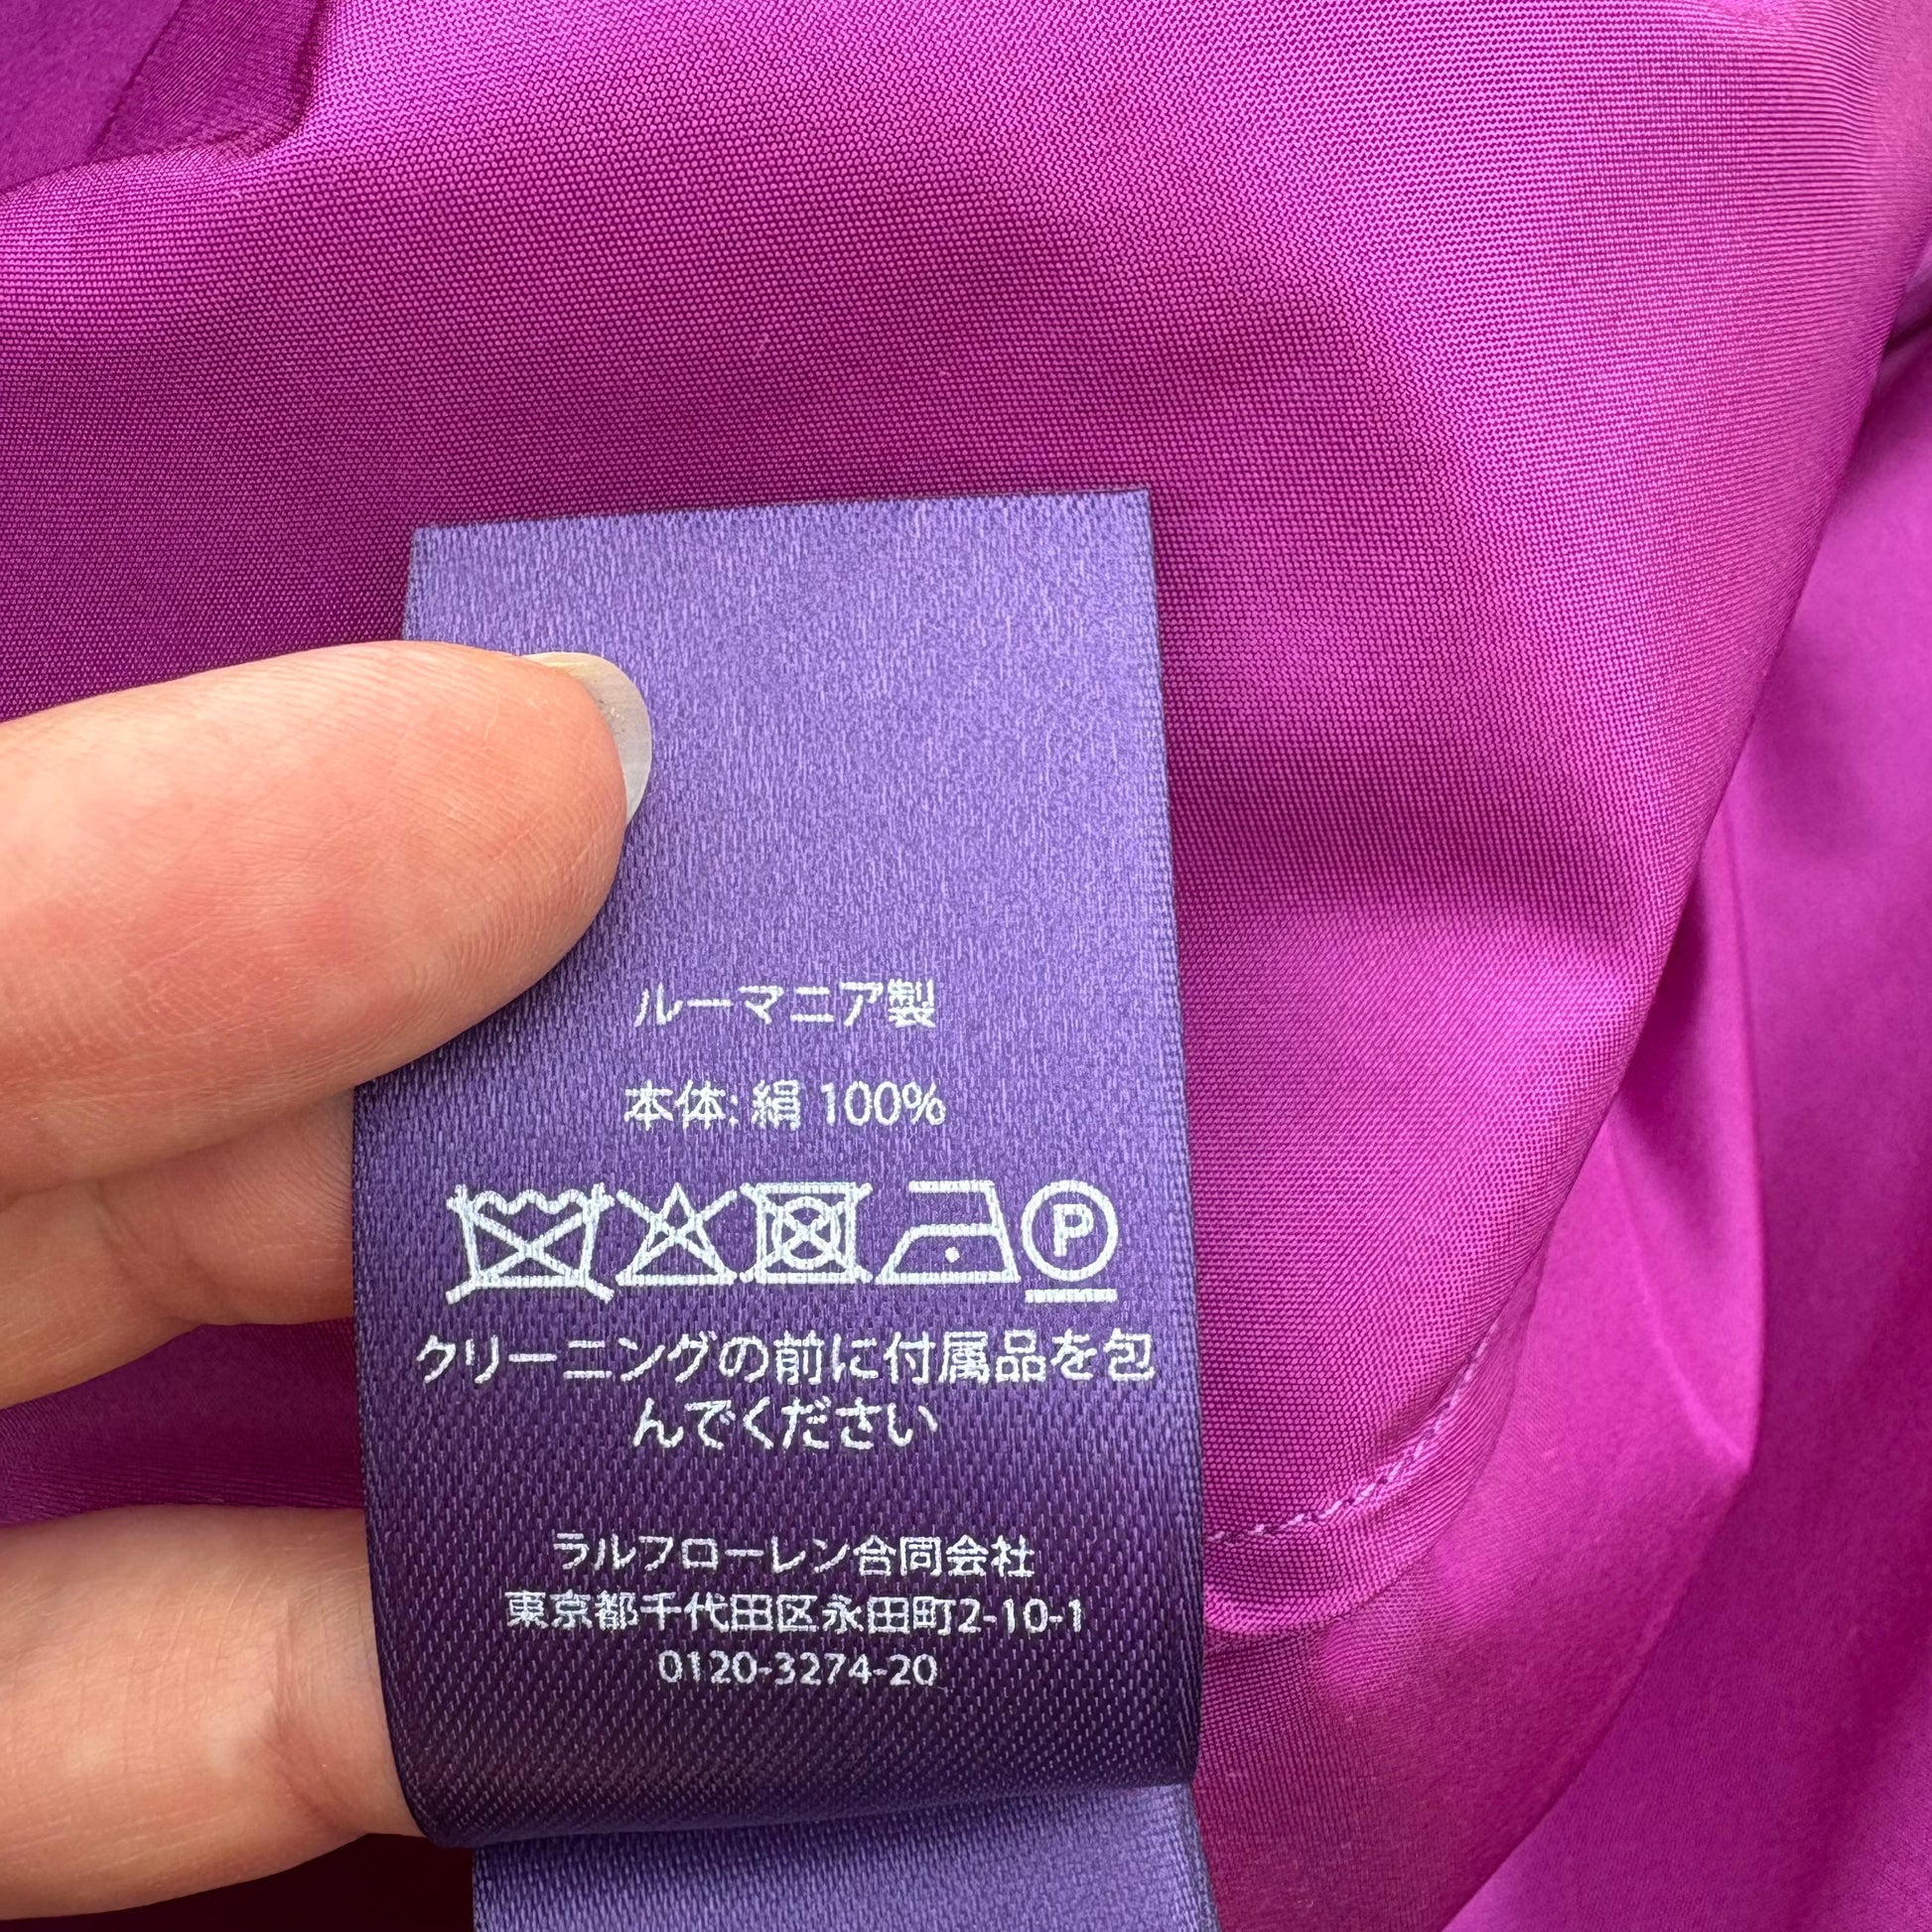 ルーマニア製
本体: 絹 100%
P
クリーニングの前に付属品を包
んでください
ラルフローレン合同会社
東京都千代田区永田町2-10-1
0120-3274-20